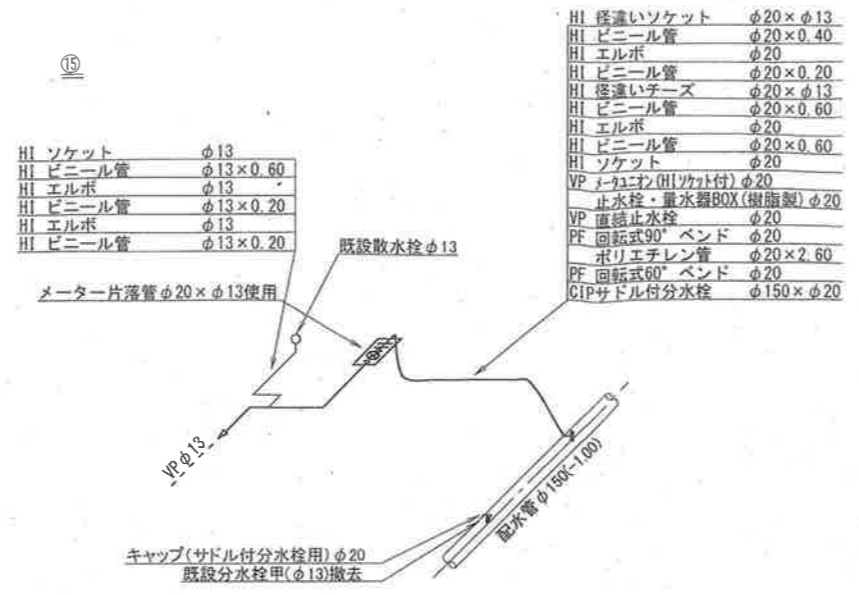 ⑮
HI 径違いソケット φ20×φ13
HI ビニール管 φ20×0.40
HI エルボ φ20
HI ビニール管 φ20×0.20
HI 径違いチーズ φ20×φ13
HI ビニール管 φ20×0.60
HI エルボ φ20
HI ビニール管 φ20×0.60
HI ソケット φ20
VP メータユニオン(HIソケット付) φ20
止水栓・量水器BOX(樹脂製) φ20
VP 直結止水栓 φ20
PF 回転式90°ベンド φ20
ポリエチレン管 φ20×2.60
PF 回転式60°ベンド φ20
CIPサドル付分水栓 φ150×φ20
HI ソケット φ13
HI ビニール管 φ13×0.60
HI エルボ φ13
HI ビニール管 φ13×0.20
HI エルボ φ13
HI ビニール管 φ13×0.20
既設散水栓φ13
メーター片落管φ20×φ13使用
VPφ13
配水管φ150(-1.00)
キャップ(サドル付分水栓用)φ20
既設分水栓甲(φ13)撤去